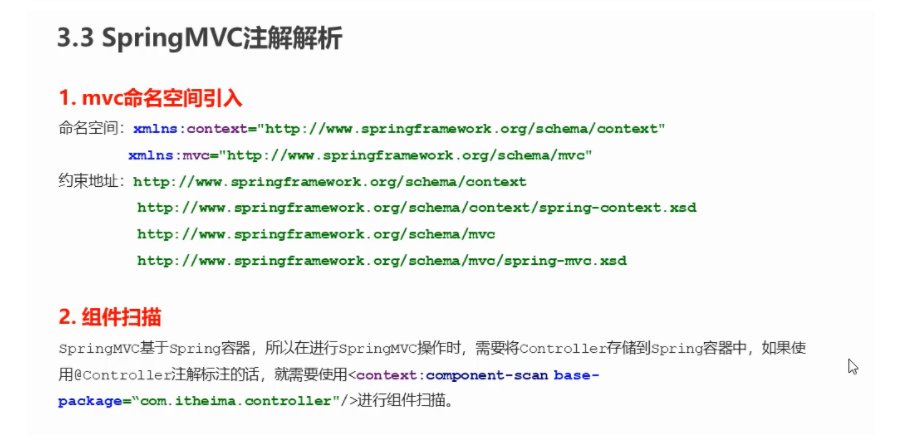 3.3 SpringMVC注解解析
1. mvc命名空间引入
命名空间：xmlns:context="http://www.springframework.org/schema/context"
xmlns:mvc="http://www.springframework.org/schema/mvc"
约束地址：http://www.springframework.org/schema/context
http://www.springframework.org/schema/context/spring-context.xsd
http://www.springframework.org/schema/mvc
http://www.springframework.org/schema/mvc/spring-mvc.xsd
2. 组件扫描
SpringMVC基于Spring容器，所以在进行SpringMVC操作时，需要将Controller存储到Spring容器中，如果使
用@Controller注解标注的话，就需要使用<context:component-scan base-
package=“com.itheima.controller"/>进行组件扫描。